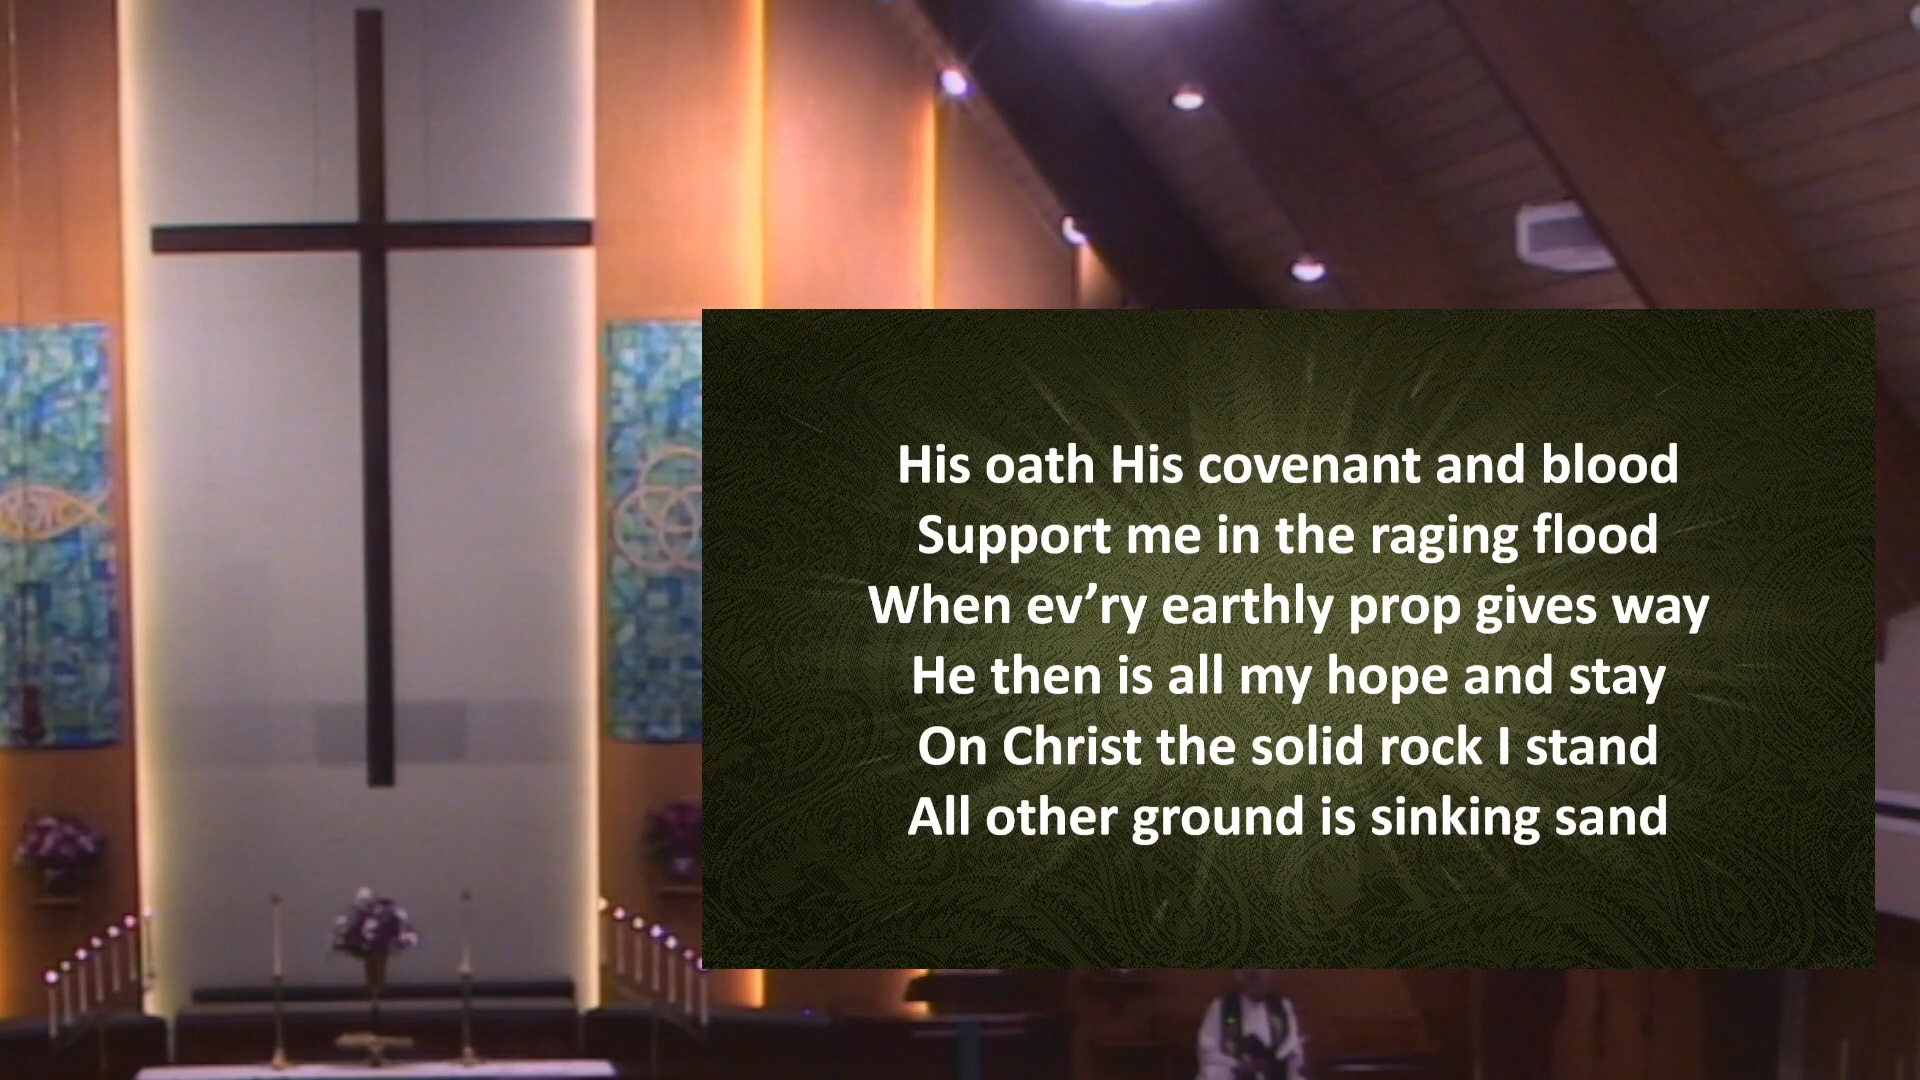 His oath His covenant and blood
Support me in the raging flood
When ev’ry earthly prop gives way
He then is all my hope and stay
On Christ the solid rock I stand
All other ground is sinking sand